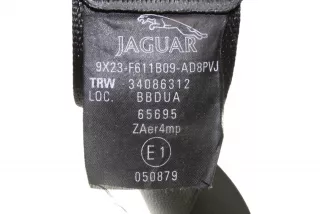 JAGUAR
9X23-F611B09-AD8PVJ
TRW 34086312
LOC. BBDUA
65695
ZAer4mp
E1
050879